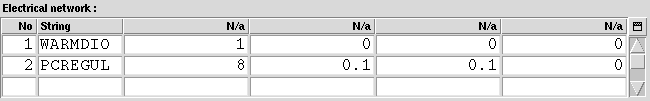 Electrical network :
No String N/a N/a N/a N/a
1 WARMDIO 1 0 0 0
2 PCREGUL 8 0.1 0.1 0